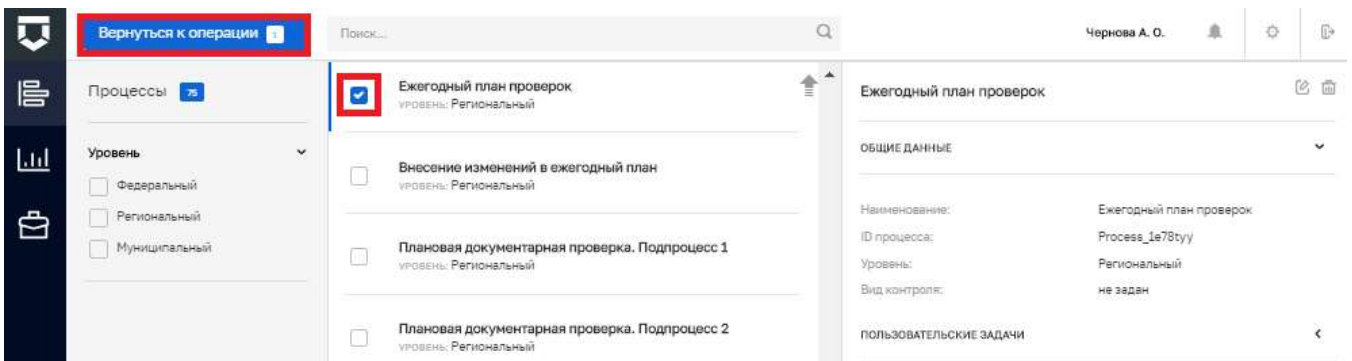 Вернуться к операции 1
Поиск...
Чернова А. О.
Процессы 75
Уровень
Федеральный
Региональный
Муниципальный
Ежегодный план проверок
УРОВЕНЬ: Региональный
Внесение изменений в ежегодный план
УРОВЕНЬ: Региональный
Плановая документарная проверка. Подпроцесс 1
УРОВЕНЬ: Региональный
Плановая документарная проверка. Подпроцесс 2
УРОВЕНЬ: Региональный
Ежегодный план проверок
ОБЩИЕ ДАННЫЕ
Наименование: Ежегодный план проверок
ID процесса: Process_1e78tyy
Уровень: Региональный
Вид контроля: не задан
ПОЛЬЗОВАТЕЛЬСКИЕ ЗАДАЧИ